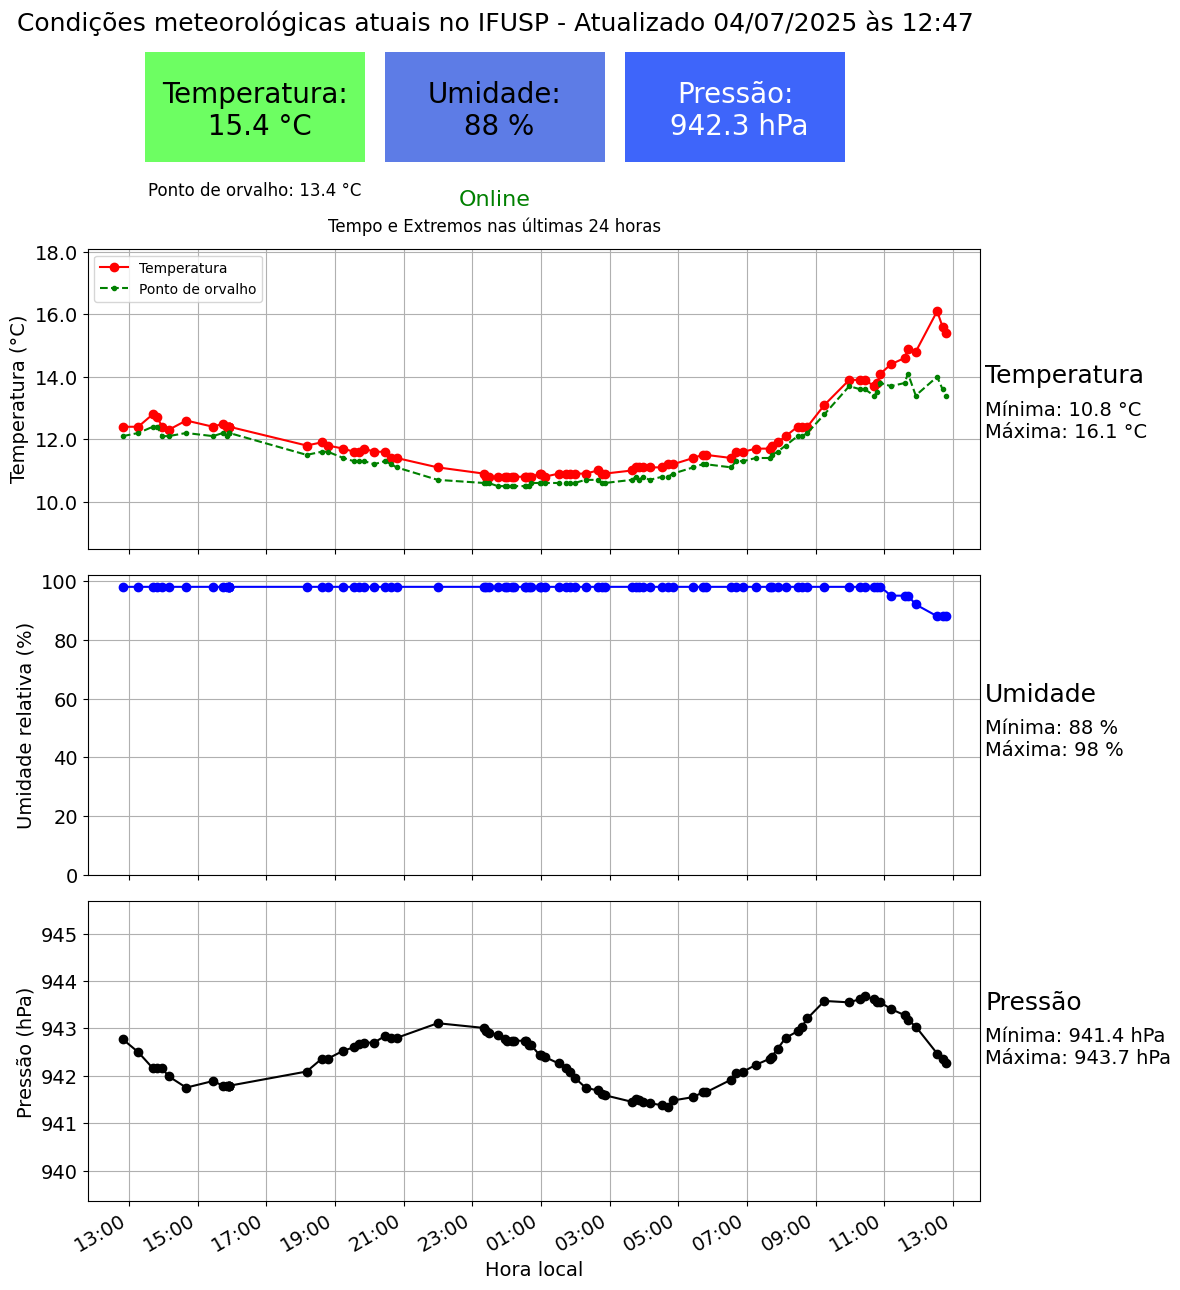 Condições meteorológicas atuais no IFUSP - Atualizado 04/07/2025 às 12:47
Temperatura:
15.4 °C
Umidade:
88 %
Pressão:
942.3 hPa
Ponto de orvalho: 13.4 °C
Online
Tempo e Extremos nas últimas 24 horas
Temperatura (°C)
18.0
16.0
14.0
12.0
10.0
Temperatura
Ponto de orvalho
Temperatura
Mínima: 10.8 °C
Máxima: 16.1 °C
Umidade relativa (%)
100
80
60
40
20
0
Umidade
Mínima: 88 %
Máxima: 98 %
Pressão (hPa)
945
944
943
942
941
940
Pressão
Mínima: 941.4 hPa
Máxima: 943.7 hPa
13:00
15:00
17:00
19:00
21:00
23:00
01:00
03:00
05:00
07:00
09:00
11:00
13:00
Hora local